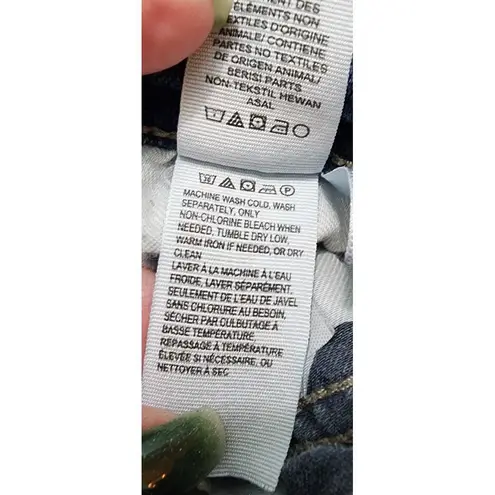 ÉLÉMENTS NON
TEXTILES D'ORIGINE
ANIMALE/ CONTIENE
PARTES NO TEXTILES
DE ORIGEN ANIMAL/
BERISI PARTS
NON-TEKSTIL HEWAN
ASAL
P
MACHINE WASH COLD, WASH
SEPARATELY, ONLY
NON-CHLORINE BLEACH WHEN
NEEDED, TUMBLE DRY LOW,
WARM IRON IF NEEDED, OR DRY
CLEAN
LAVER À LA MACHINE À L'EAU
FROIDE, LAVER SÉPARÉMENT,
SEULEMENT DE L'EAU DE JAVEL
SANS CHLORURE AU BESOIN,
SÉCHER PAR CULBUTAGE À
BASSE TEMPÉRATURE
REPASSAGE À TEMPÉRATURE
ÉLEVÉE SI NÉCESSAIRE, OU
NETTOYER À SEC